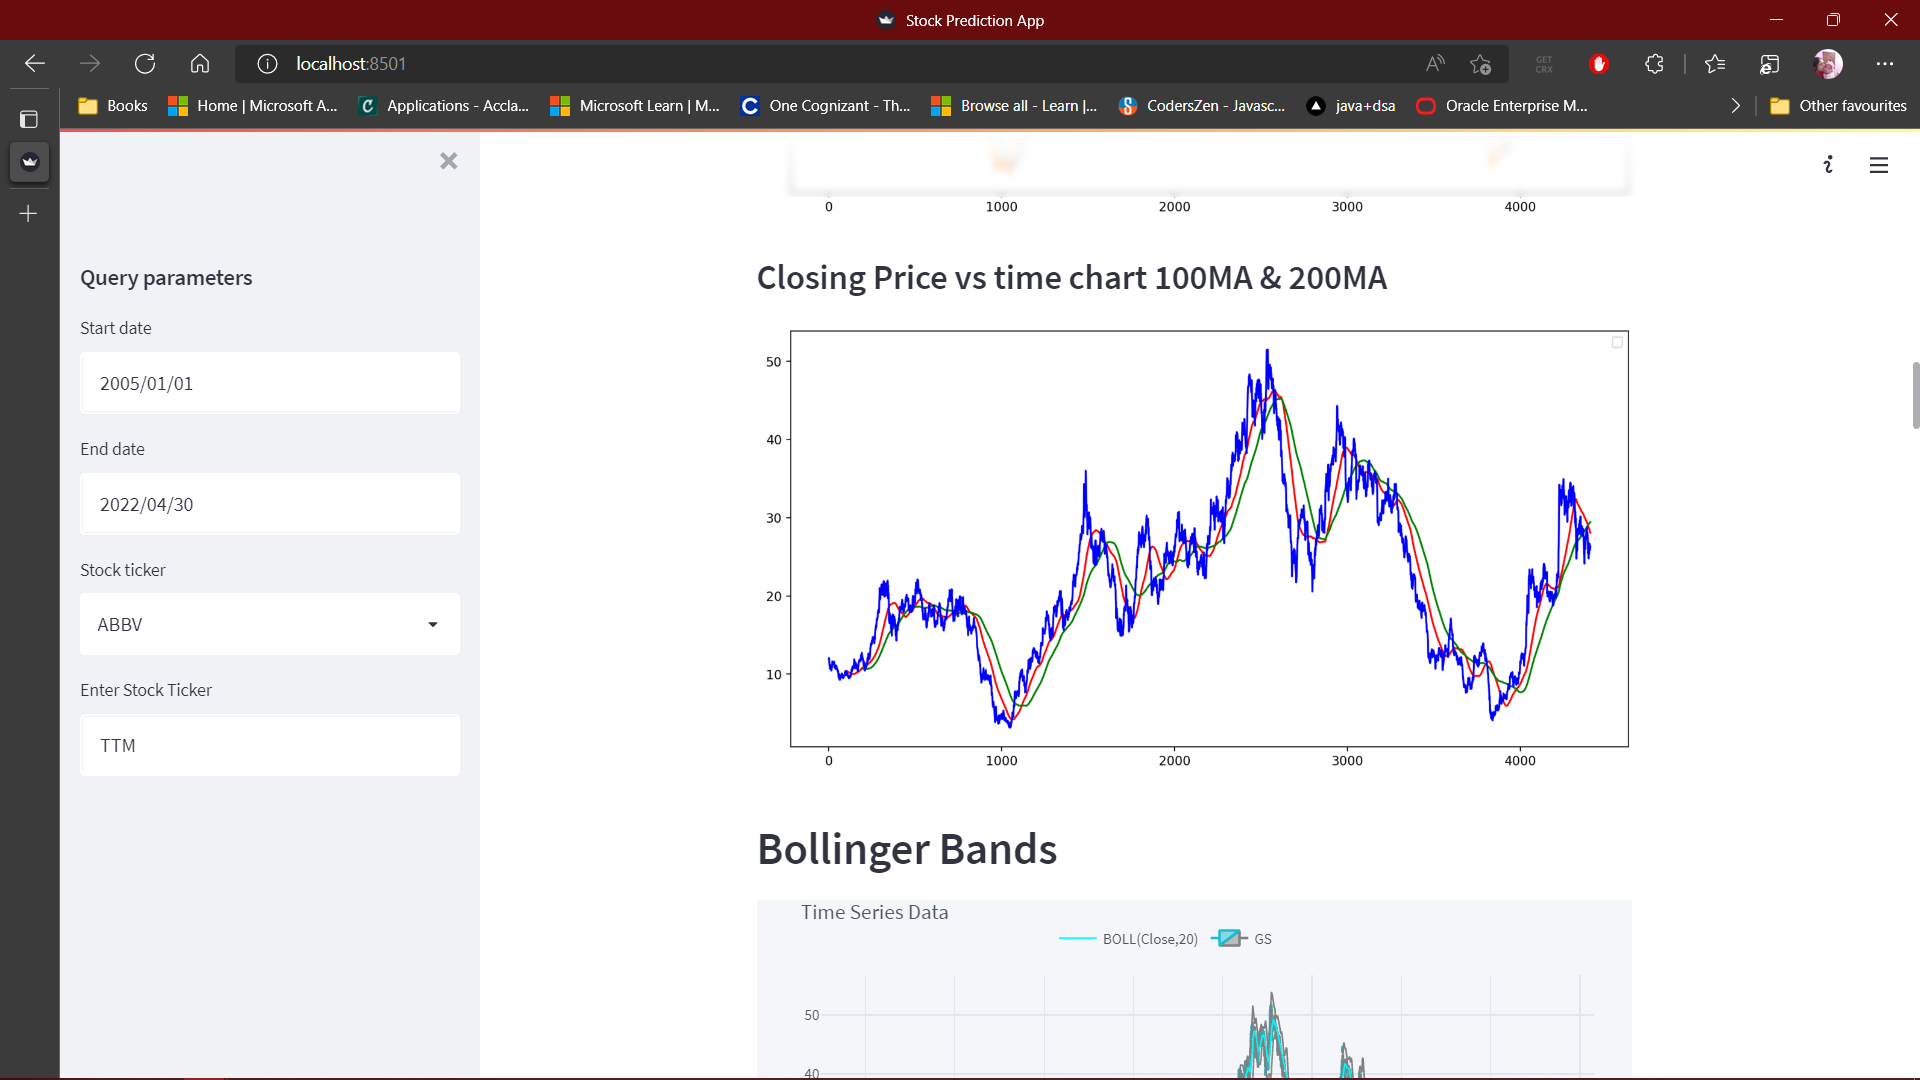 Stock Prediction App
localhost:8501
GET CRX
Books
Home | Microsoft A...
Applications - Accla...
Microsoft Learn | M...
One Cognizant - Th...
Browse all - Learn |...
CodersZen - Javasc...
java+dsa
Oracle Enterprise M...
Other favourites
Query parameters
Start date
2005/01/01
End date
2022/04/30
Stock ticker
ABBV
Enter Stock Ticker
TTM
0 1000 2000 3000 4000
Closing Price vs time chart 100MA & 200MA
50
40
30
20
10
0 1000 2000 3000 4000
Bollinger Bands
Time Series Data
BOLL(Close,20) GS
50
40